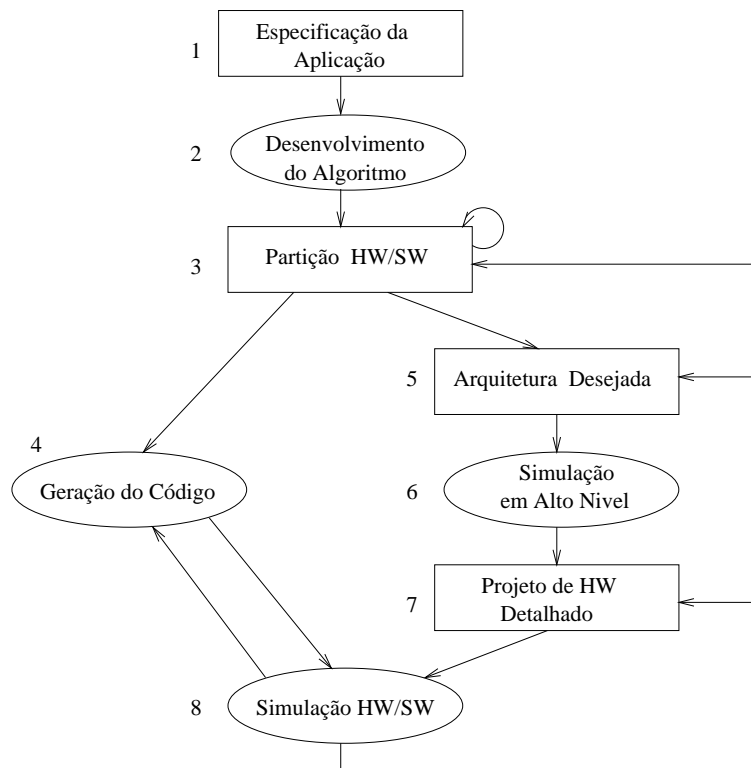 1
Especificação da
Aplicação
2
Desenvolvimento
do Algoritmo
3
Partição HW/SW
5
Arquitetura Desejada
4
Geração do Código
6
Simulação
em Alto Nivel
7
Projeto de HW
Detalhado
8
Simulação HW/SW